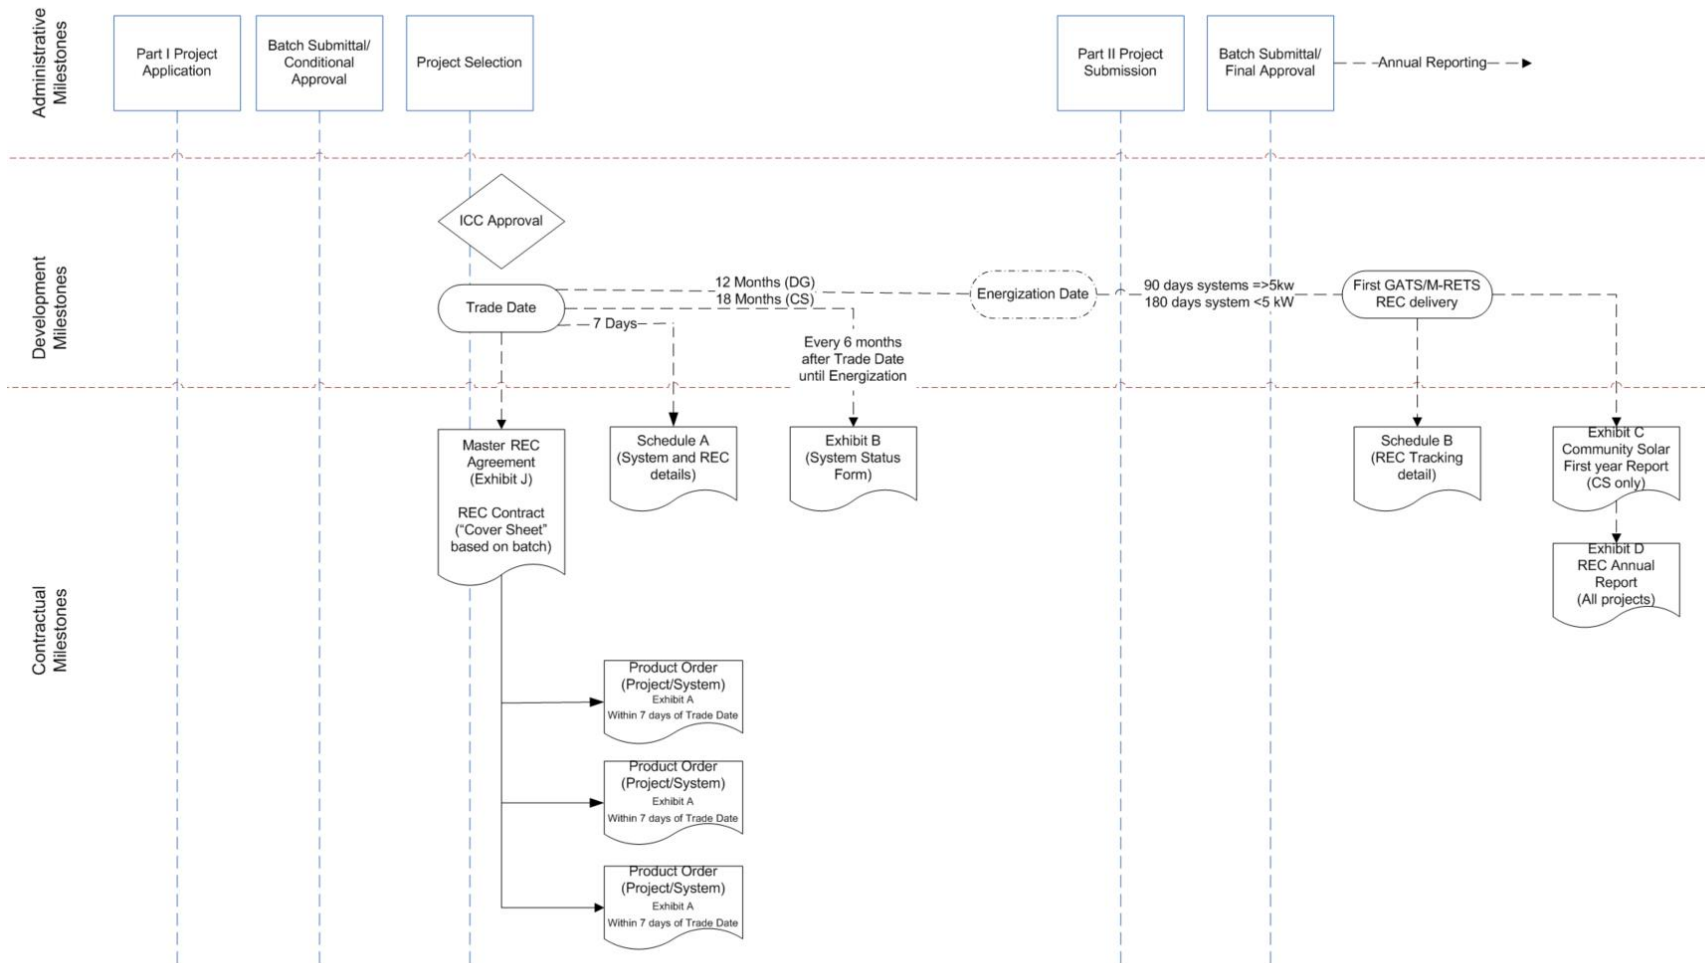 Administrative
Milestones
Part I Project
Application
Batch Submittal/
Conditional
Approval
Project Selection
Part II Project
Submission
Batch Submittal/
Final Approval
Annual Reporting
Development
Milestones
ICC Approval
Trade Date
12 Months (DG)
18 Months (CS)
7 Days
Every 6 months
after Trade Date
until Energization
Energization Date
90 days systems =>5kw
180 days system <5 kW
First GATS/M-RETS
REC delivery
Contractual
Milestones
Master REC
Agreement
(Exhibit J)
REC Contract
("Cover Sheet"
based on batch)
Schedule A
(System and REC
details)
Exhibit B
(System Status
Form)
Schedule B
(REC Tracking
detail)
Exhibit C
Community Solar
First year Report
(CS only)
Exhibit D
REC Annual
Report
(All projects)
Product Order
(Project/System)
Exhibit A
Within 7 days of Trade Date
Product Order
(Project/System)
Exhibit A
Within 7 days of Trade Date
Product Order
(Project/System)
Exhibit A
Within 7 days of Trade Date